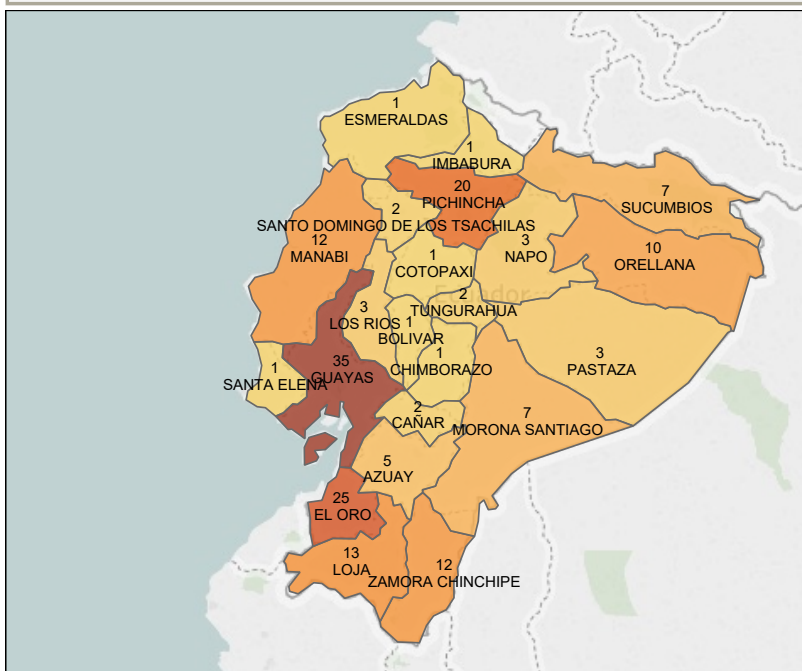 1
ESMERALDAS
1
IMBABURA
20
PICHINCHA
7
SUCUMBIOS
2
SANTO DOMINGO DE LOS TSACHILAS
12
MANABI
3
NAPO
10
ORELLANA
1
COTOPAXI
Ecuador
2
TUNGURAHUA
3
LOS RIOS
1
BOLIVAR
1
CHIMBORAZO
3
PASTAZA
35
GUAYAS
1
SANTA ELENA
2
CAÑAR
7
MORONA SANTIAGO
5
AZUAY
25
EL ORO
13
LOJA
12
ZAMORA CHINCHIPE